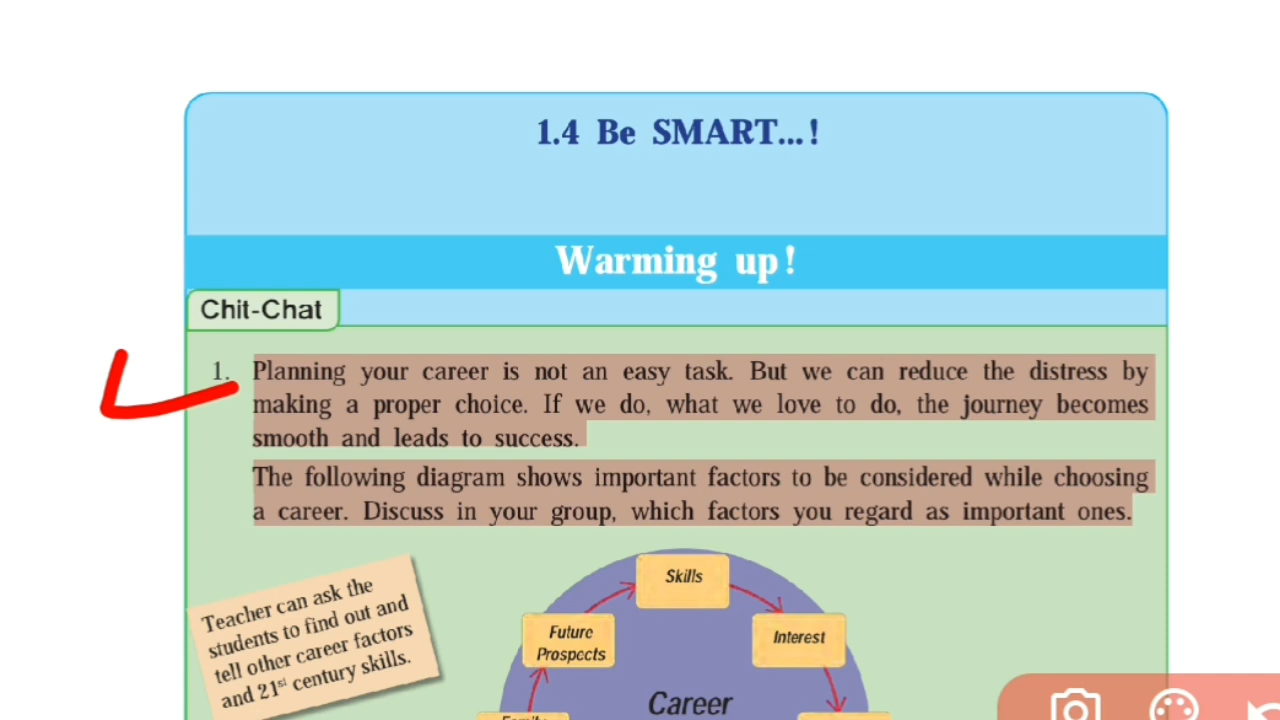 1.4 Be SMART...!
Warming up!
Chit-Chat
1. Planning your career is not an easy task. But we can reduce the distress by
making a proper choice. If we do, what we love to do, the journey becomes
smooth and leads to success.
The following diagram shows important factors to be considered while choosing
a career. Discuss in your group, which factors you regard as important ones.
Teacher can ask the
students to find out and
tell other career factors
and 21st century skills.
Skills
Future
Prospects
Interest
Career
Family